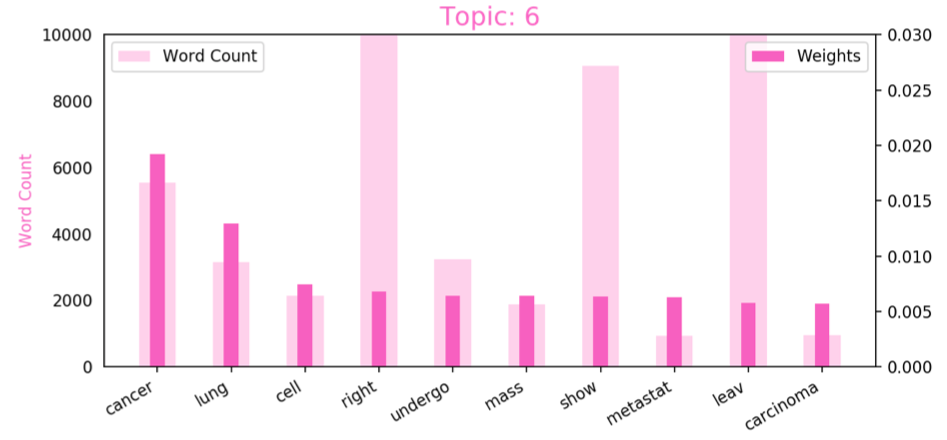 Topic: 6
Word Count
Weights
Word Count
10000
8000
6000
4000
2000
0
0.030
0.025
0.020
0.015
0.010
0.005
0.000
cancer
lung
cell
right
undergo
mass
show
metastat
leav
carcinoma